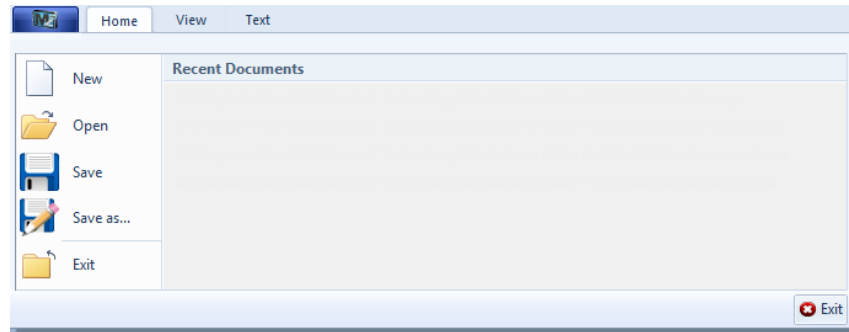 Home View Text
Recent Documents
New
Open
Save
Save as...
Exit
Exit